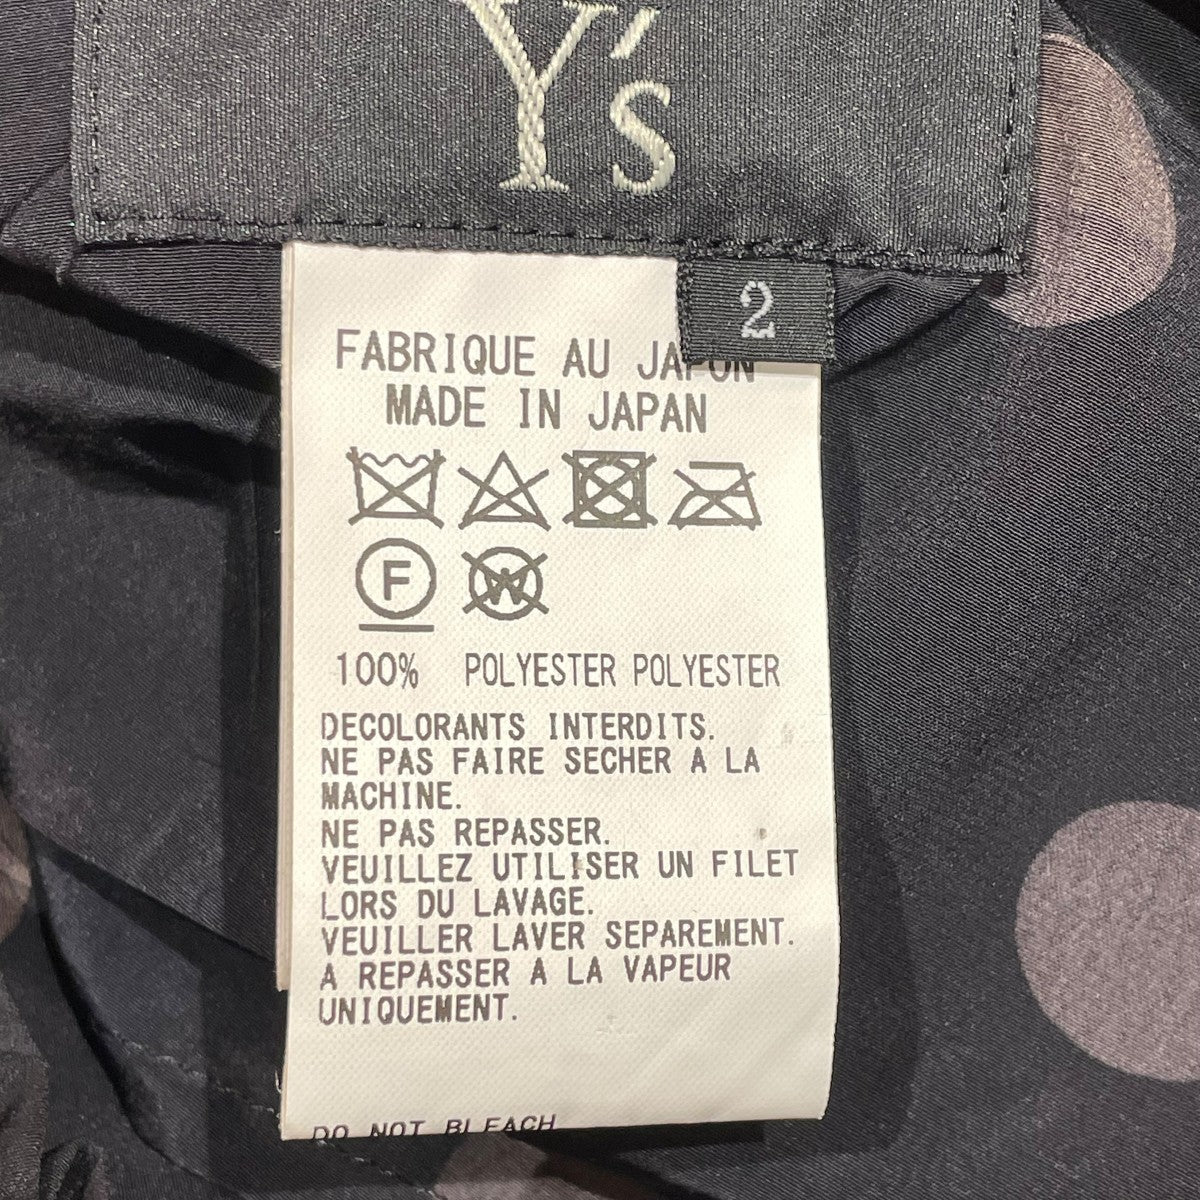 Y's
2
FABRIQUE AU JAPON
MADE IN JAPAN
F
W
100% POLYESTER POLYESTER
DECOLORANTS INTERDITS.
NE PAS FAIRE SECHER A LA
MACHINE.
NE PAS REPASSER.
VEUILLEZ UTILISER UN FILET
LORS DU LAVAGE.
VEUILLER LAVER SEPAREMENT.
A REPASSER A LA VAPEUR
UNIQUEMENT.
DO NOT BLEACH